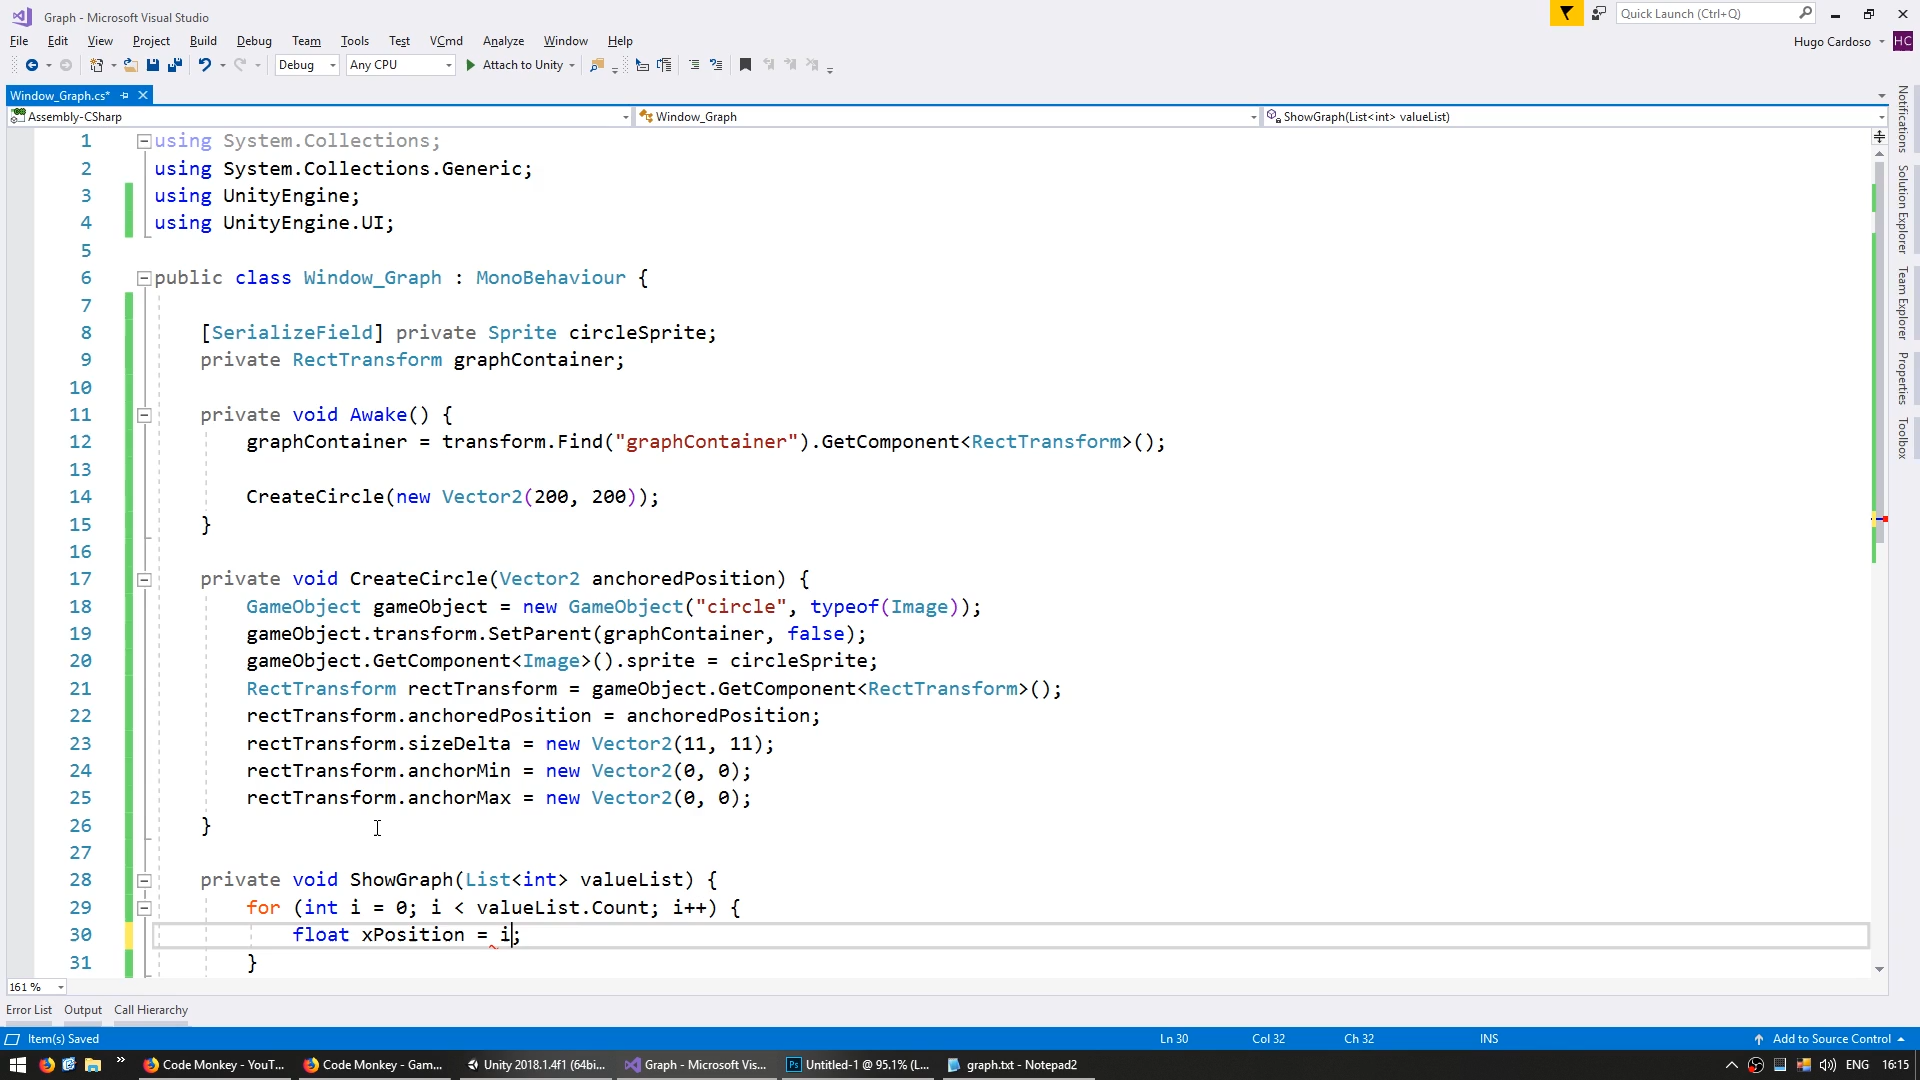 Graph - Microsoft Visual Studio
Quick Launch (Ctrl+Q)
File Edit View Project Build Debug Team Tools Test VCmd Analyze Window Help
Hugo Cardoso HC
Debug Any CPU Attach to Unity
Window_Graph.cs*
Assembly-CSharp Window_Graph ShowGraph(List<int> valueList)
1 using System.Collections;
2 using System.Collections.Generic;
3 using UnityEngine;
4 using UnityEngine.UI;
5
6 public class Window_Graph : MonoBehaviour {
7
8 [SerializeField] private Sprite circleSprite;
9 private RectTransform graphContainer;
10
11 private void Awake() {
12 graphContainer = transform.Find("graphContainer").GetComponent<RectTransform>();
13
14 CreateCircle(new Vector2(200, 200));
15 }
16
17 private void CreateCircle(Vector2 anchoredPosition) {
18 GameObject gameObject = new GameObject("circle", typeof(Image));
19 gameObject.transform.SetParent(graphContainer, false);
20 gameObject.GetComponent<Image>().sprite = circleSprite;
21 RectTransform rectTransform = gameObject.GetComponent<RectTransform>();
22 rectTransform.anchoredPosition = anchoredPosition;
23 rectTransform.sizeDelta = new Vector2(11, 11);
24 rectTransform.anchorMin = new Vector2(0, 0);
25 rectTransform.anchorMax = new Vector2(0, 0);
26 }
27
28 private void ShowGraph(List<int> valueList) {
29 for (int i = 0; i < valueList.Count; i++) {
30 float xPosition = i;
31 }
Notifications
Solution Explorer
Team Explorer
Properties
Toolbox
161 %
Error List Output Call Hierarchy
Item(s) Saved Ln 30 Col 32 Ch 32 INS Add to Source Control
Code Monkey - YouT... Code Monkey - Gam... Unity 2018.1.4f1 (64bi... Graph - Microsoft Vis... Ps Untitled-1 @ 95.1% (L... graph.txt - Notepad2 ENG 16:15